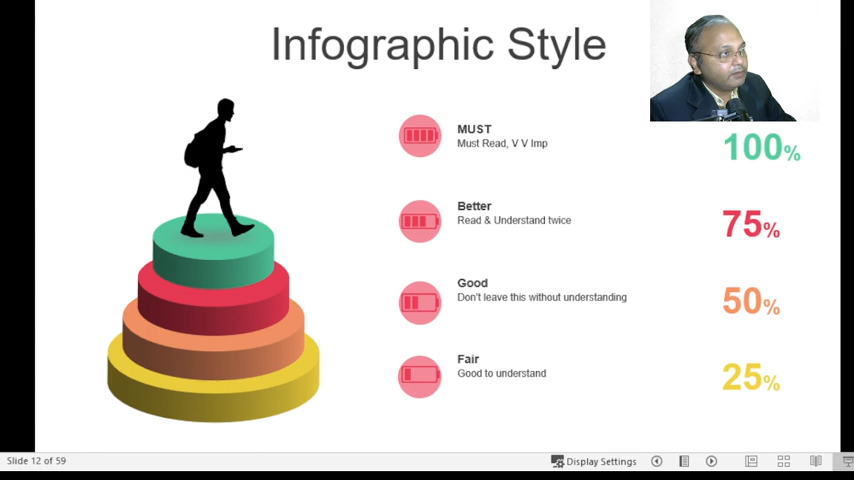 Infographic Style
MUST
Must Read, V V Imp
100%
Better
Read & Understand twice
75%
Good
Don't leave this without understanding
50%
Fair
Good to understand
25%
Slide 12 of 59
Display Settings